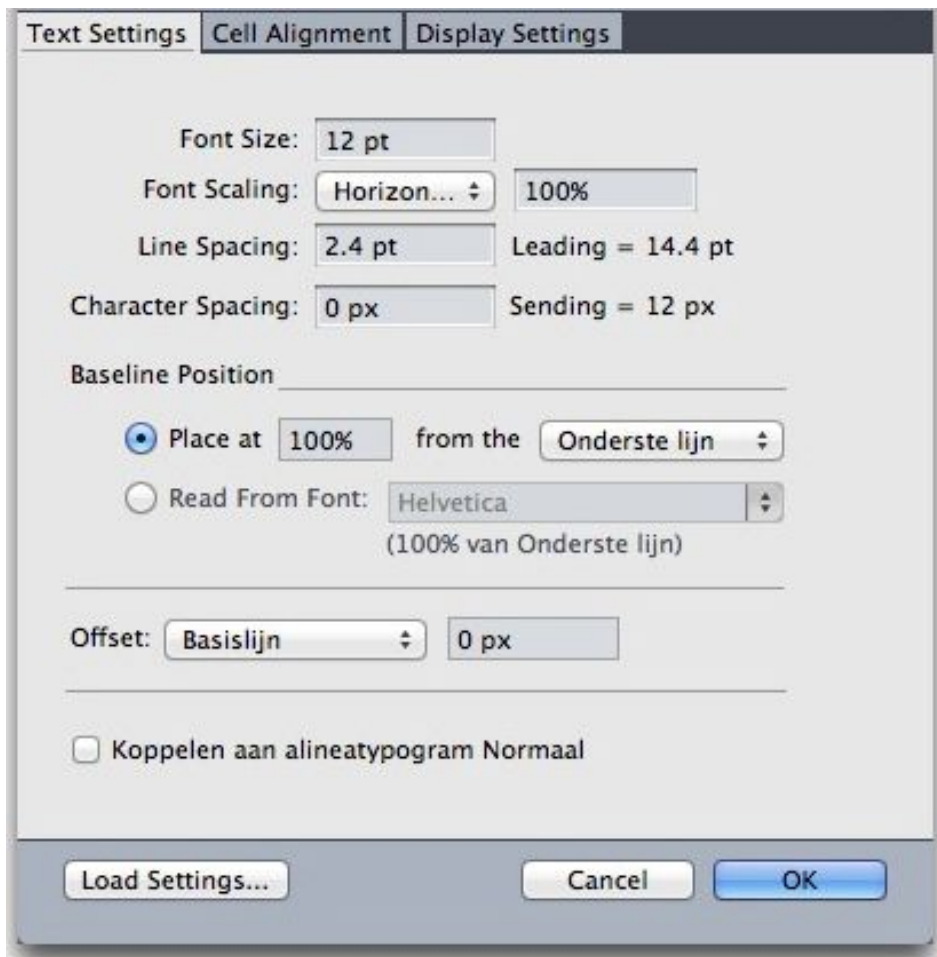 Text Settings Cell Alignment Display Settings
Font Size: 12 pt
Font Scaling: Horizon... 100%
Line Spacing: 2.4 pt Leading = 14.4 pt
Character Spacing: 0 px Sending = 12 px
Baseline Position
Place at 100% from the Onderste lijn
Read From Font: Helvetica
(100% van Onderste lijn)
Offset: Basislijn 0 px
Koppelen aan alineatypogram Normaal
Load Settings... Cancel OK